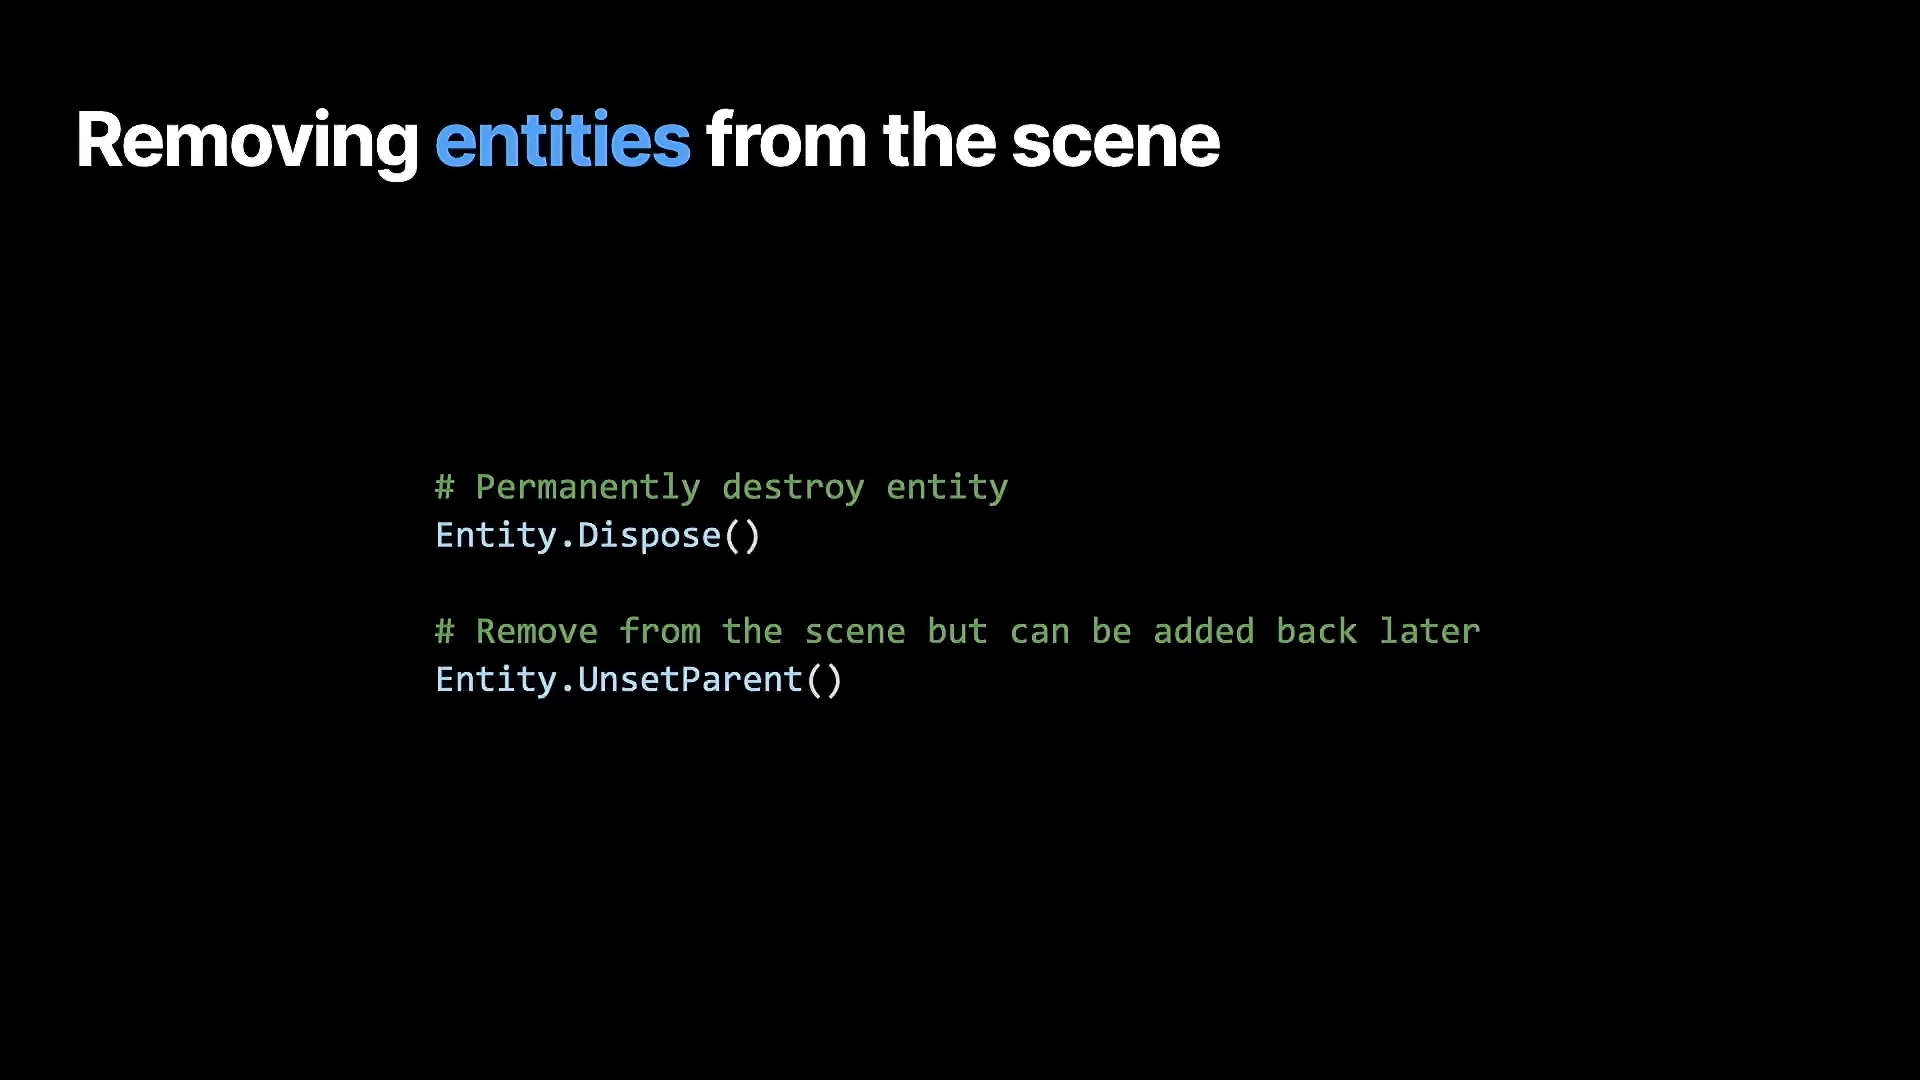 Removing entities from the scene
# Permanently destroy entity
Entity.Dispose()
# Remove from the scene but can be added back later
Entity.UnsetParent()